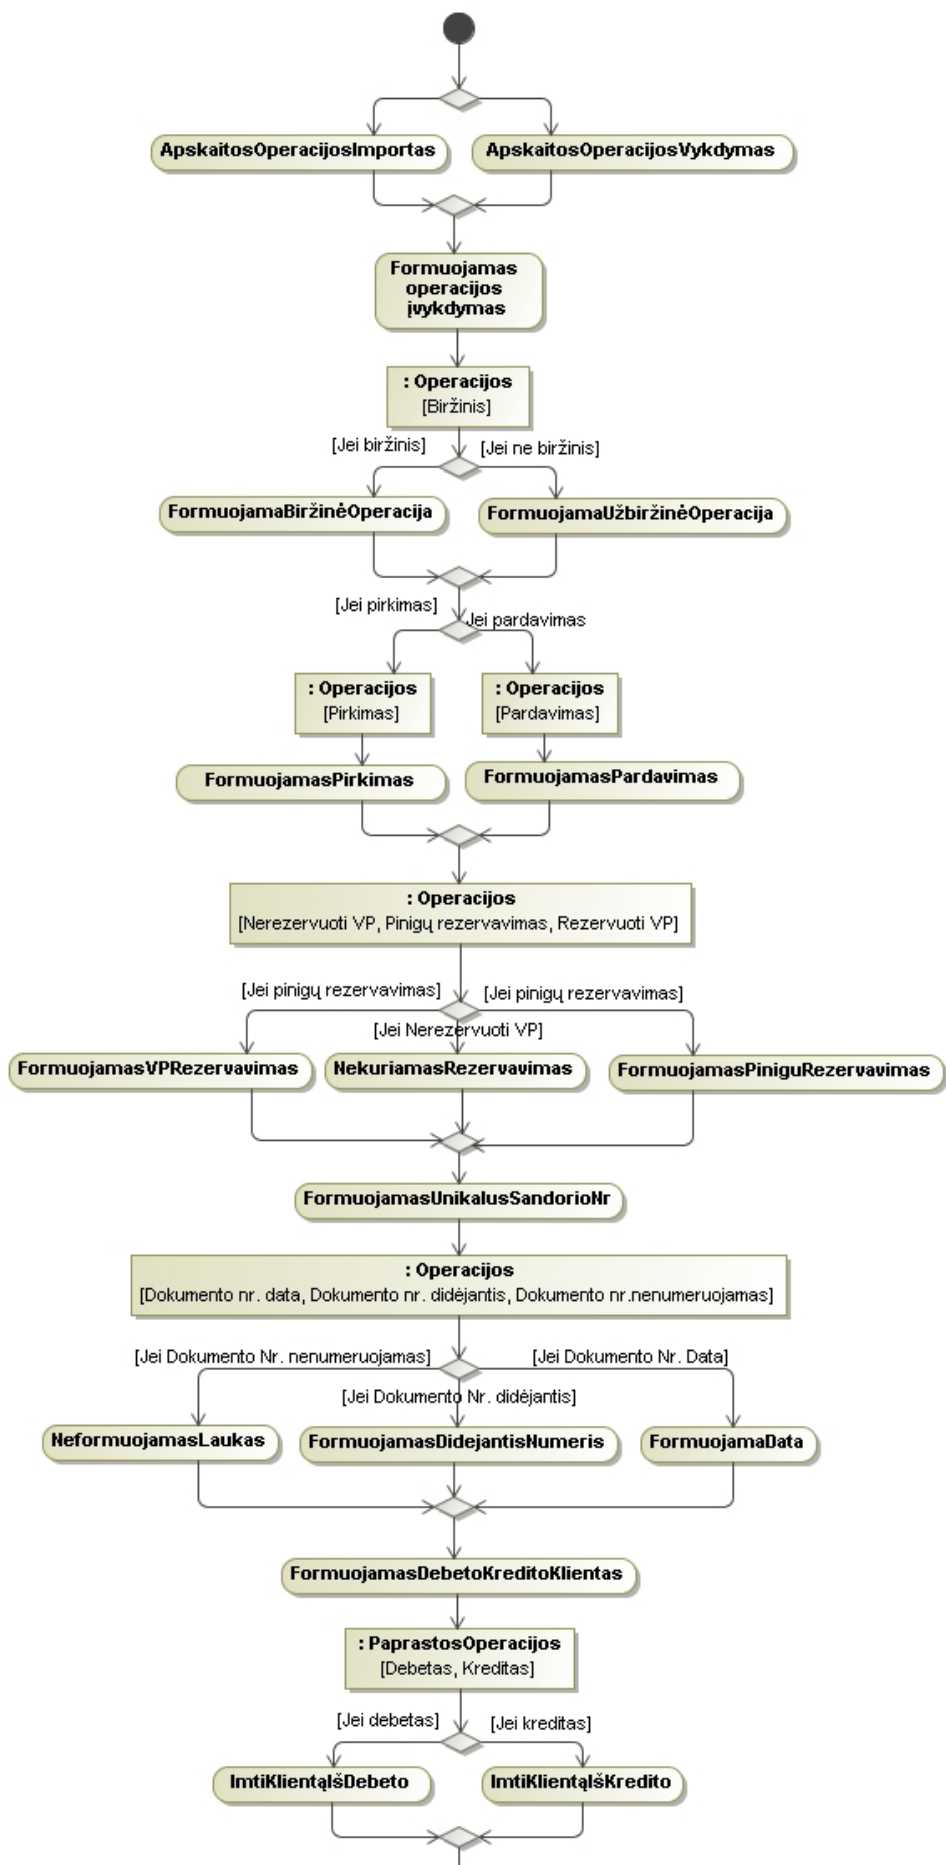 ApskaitosOperacijosImportas
ApskaitosOperacijosVykdymas
Formuojamas
operacijos
įvykdymas
: Operacijos
[Biržinis]
[Jei biržinis]
[Jei ne biržinis]
FormuojamaBiržinėOperacija
FormuojamaUžbiržinėOperacija
[Jei pirkimas]
Jei pardavimas
: Operacijos
[Pirkimas]
: Operacijos
[Pardavimas]
FormuojamasPirkimas
FormuojamasPardavimas
: Operacijos
[Nerezervuoti VP, Pinigų rezervavimas, Rezervuoti VP]
[Jei pinigų rezervavimas]
[Jei pinigų rezervavimas]
[Jei Nerezervuoti VP]
FormuojamasVPRezervavimas
NekuriamasRezervavimas
FormuojamasPiniguRezervavimas
FormuojamasUnikalusSandorioNr
: Operacijos
[Dokumento nr. data, Dokumento nr. didėjantis, Dokumento nr.nenumeruojamas]
[Jei Dokumento Nr. nenumeruojamas]
[Jei Dokumento Nr. Data]
[Jei Dokumento Nr. didėjantis]
NeformuojamasLaukas
FormuojamasDidejantisNumeris
FormuojamaData
FormuojamasDebetoKreditoKlientas
: PaprastosOperacijos
[Debetas, Kreditas]
[Jei debetas]
[Jei kreditas]
ImtiKlientąIšDebeto
ImtiKlientąIšKredito